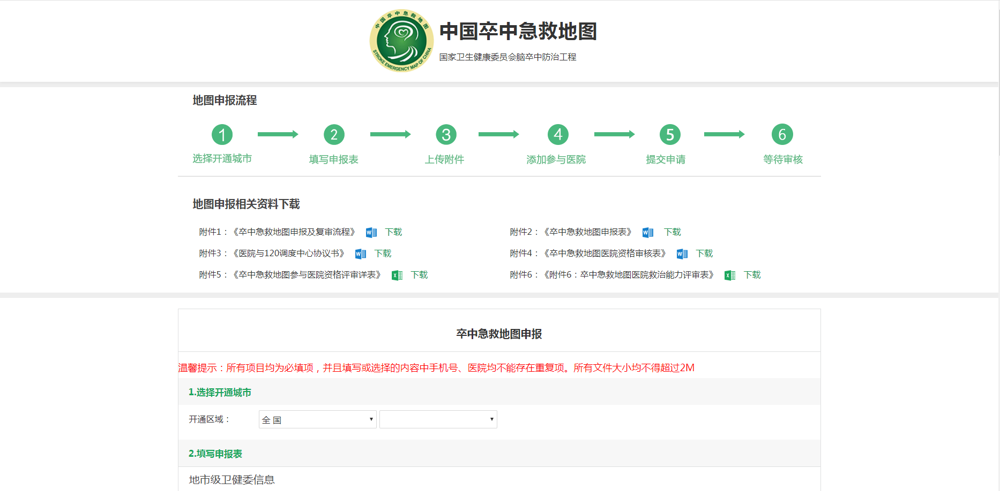 中国卒中急救地图
STROKE EMERGENCY MAP OF CHINA
中国卒中急救地图
国家卫生健康委员会脑卒中防治工程
地图申报流程
1 2 3 4 5 6
选择开通城市 填写申报表 上传附件 添加参与医院 提交申请 等待审核
地图申报相关资料下载
附件1：《卒中急救地图申报及复审流程》 下载 附件2：《卒中急救地图申报表》 下载
附件3：《医院与120调度中心协议书》 下载 附件4：《卒中急救地图医院资格审核表》 下载
附件5：《卒中急救地图参与医院资格评审详表》 下载 附件6：《附件6：卒中急救地图医院救治能力评审表》 下载
卒中急救地图申报
温馨提示：所有项目均为必填项，并且填写或选择的内容中手机号、医院均不能存在重复项。所有文件大小均不得超过2M
1.选择开通城市
开通区域： 全 国
2.填写申报表
地市级卫健委信息